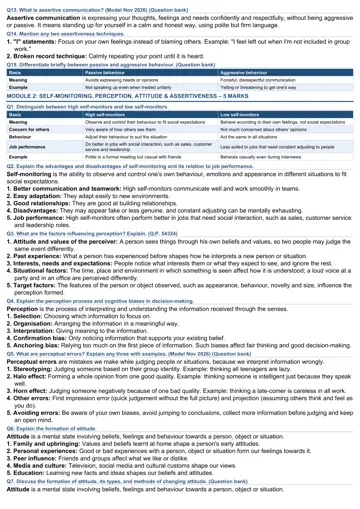 Q13. What is assertive communication? (Model Nov 2026) (Question bank)
Assertive communication is expressing your thoughts, feelings and needs confidently and respectfully, without being aggressive
or passive. It means standing up for yourself in a calm and honest way, using polite but firm language.
Q14. Mention any two assertiveness techniques.
1. "I" statements: Focus on your own feelings instead of blaming others. Example: "I feel left out when I'm not included in group
work."
2. Broken record technique: Calmly repeating your point until it is heard.
Q15. Differentiate briefly between passive and aggressive behaviour. (Question bank)
Basis Passive behaviour Aggressive behaviour
Meaning Avoids expressing needs or opinions Forceful, disrespectful communication
Example Not speaking up even when treated unfairly Yelling or threatening to get one's way
MODULE 2: SELF-MONITORING, PERCEPTION, ATTITUDE & ASSERTIVENESS – 5 MARKS
Q1. Distinguish between high self-monitors and low self-monitors.
Basis High self-monitors Low self-monitors
Meaning Observe and control their behaviour to fit social expectations Behave according to their own feelings, not social expectations
Concern for others Very aware of how others see them Not much concerned about others' opinions
Behaviour Adjust their behaviour to suit the situation Act the same in all situations
Job performance Do better in jobs with social interaction, such as sales, customer service and leadership Less suited to jobs that need constant adjusting to people
Example Polite in a formal meeting but casual with friends Behaves casually even during interviews
Q2. Explain the advantages and disadvantages of self-monitoring and its relation to job performance.
Self-monitoring is the ability to observe and control one's own behaviour, emotions and appearance in different situations to fit
social expectations.
1. Better communication and teamwork: High self-monitors communicate well and work smoothly in teams.
2. Easy adaptation: They adapt easily to new environments.
3. Good relationships: They are good at building relationships.
4. Disadvantages: They may appear fake or less genuine, and constant adjusting can be mentally exhausting.
5. Job performance: High self-monitors often perform better in jobs that need social interaction, such as sales, customer service
and leadership roles.
Q3. What are the factors influencing perception? Explain. (Q.P. 54324)
1. Attitude and values of the perceiver: A person sees things through his own beliefs and values, so two people may judge the
same event differently.
2. Past experience: What a person has experienced before shapes how he interprets a new person or situation.
3. Interests, needs and expectations: People notice what interests them or what they expect to see, and ignore the rest.
4. Situational factors: The time, place and environment in which something is seen affect how it is understood; a loud voice at a
party and in an office are perceived differently.
5. Target factors: The features of the person or object observed, such as appearance, behaviour, novelty and size, influence the
perception formed.
Q4. Explain the perception process and cognitive biases in decision-making.
Perception is the process of interpreting and understanding the information received through the senses.
1. Selection: Choosing which information to focus on.
2. Organisation: Arranging the information in a meaningful way.
3. Interpretation: Giving meaning to the information.
4. Confirmation bias: Only noticing information that supports your existing belief.
5. Anchoring bias: Relying too much on the first piece of information. Such biases affect fair thinking and good decision-making.
Q5. What are perceptual errors? Explain any three with examples. (Model Nov 2026) (Question bank)
Perceptual errors are mistakes we make while judging people or situations, because we interpret information wrongly.
1. Stereotyping: Judging someone based on their group identity. Example: thinking all teenagers are lazy.
2. Halo effect: Forming a whole opinion from one good quality. Example: thinking someone is intelligent just because they speak
well.
3. Horn effect: Judging someone negatively because of one bad quality. Example: thinking a late-comer is careless in all work.
4. Other errors: First impression error (quick judgement without the full picture) and projection (assuming others think and feel as
you do).
5. Avoiding errors: Be aware of your own biases, avoid jumping to conclusions, collect more information before judging and keep
an open mind.
Q6. Explain the formation of attitude.
Attitude is a mental state involving beliefs, feelings and behaviour towards a person, object or situation.
1. Family and upbringing: Values and beliefs learnt at home shape a person's early attitudes.
2. Personal experiences: Good or bad experiences with a person, object or situation form our feelings towards it.
3. Peer influence: Friends and groups affect what we like or dislike.
4. Media and culture: Television, social media and cultural customs shape our views.
5. Education: Learning new facts and ideas shapes our beliefs and attitudes.
Q7. Discuss the formation of attitude, its types, and methods of changing attitude. (Question bank)
Attitude is a mental state involving beliefs, feelings and behaviour towards a person, object or situation.